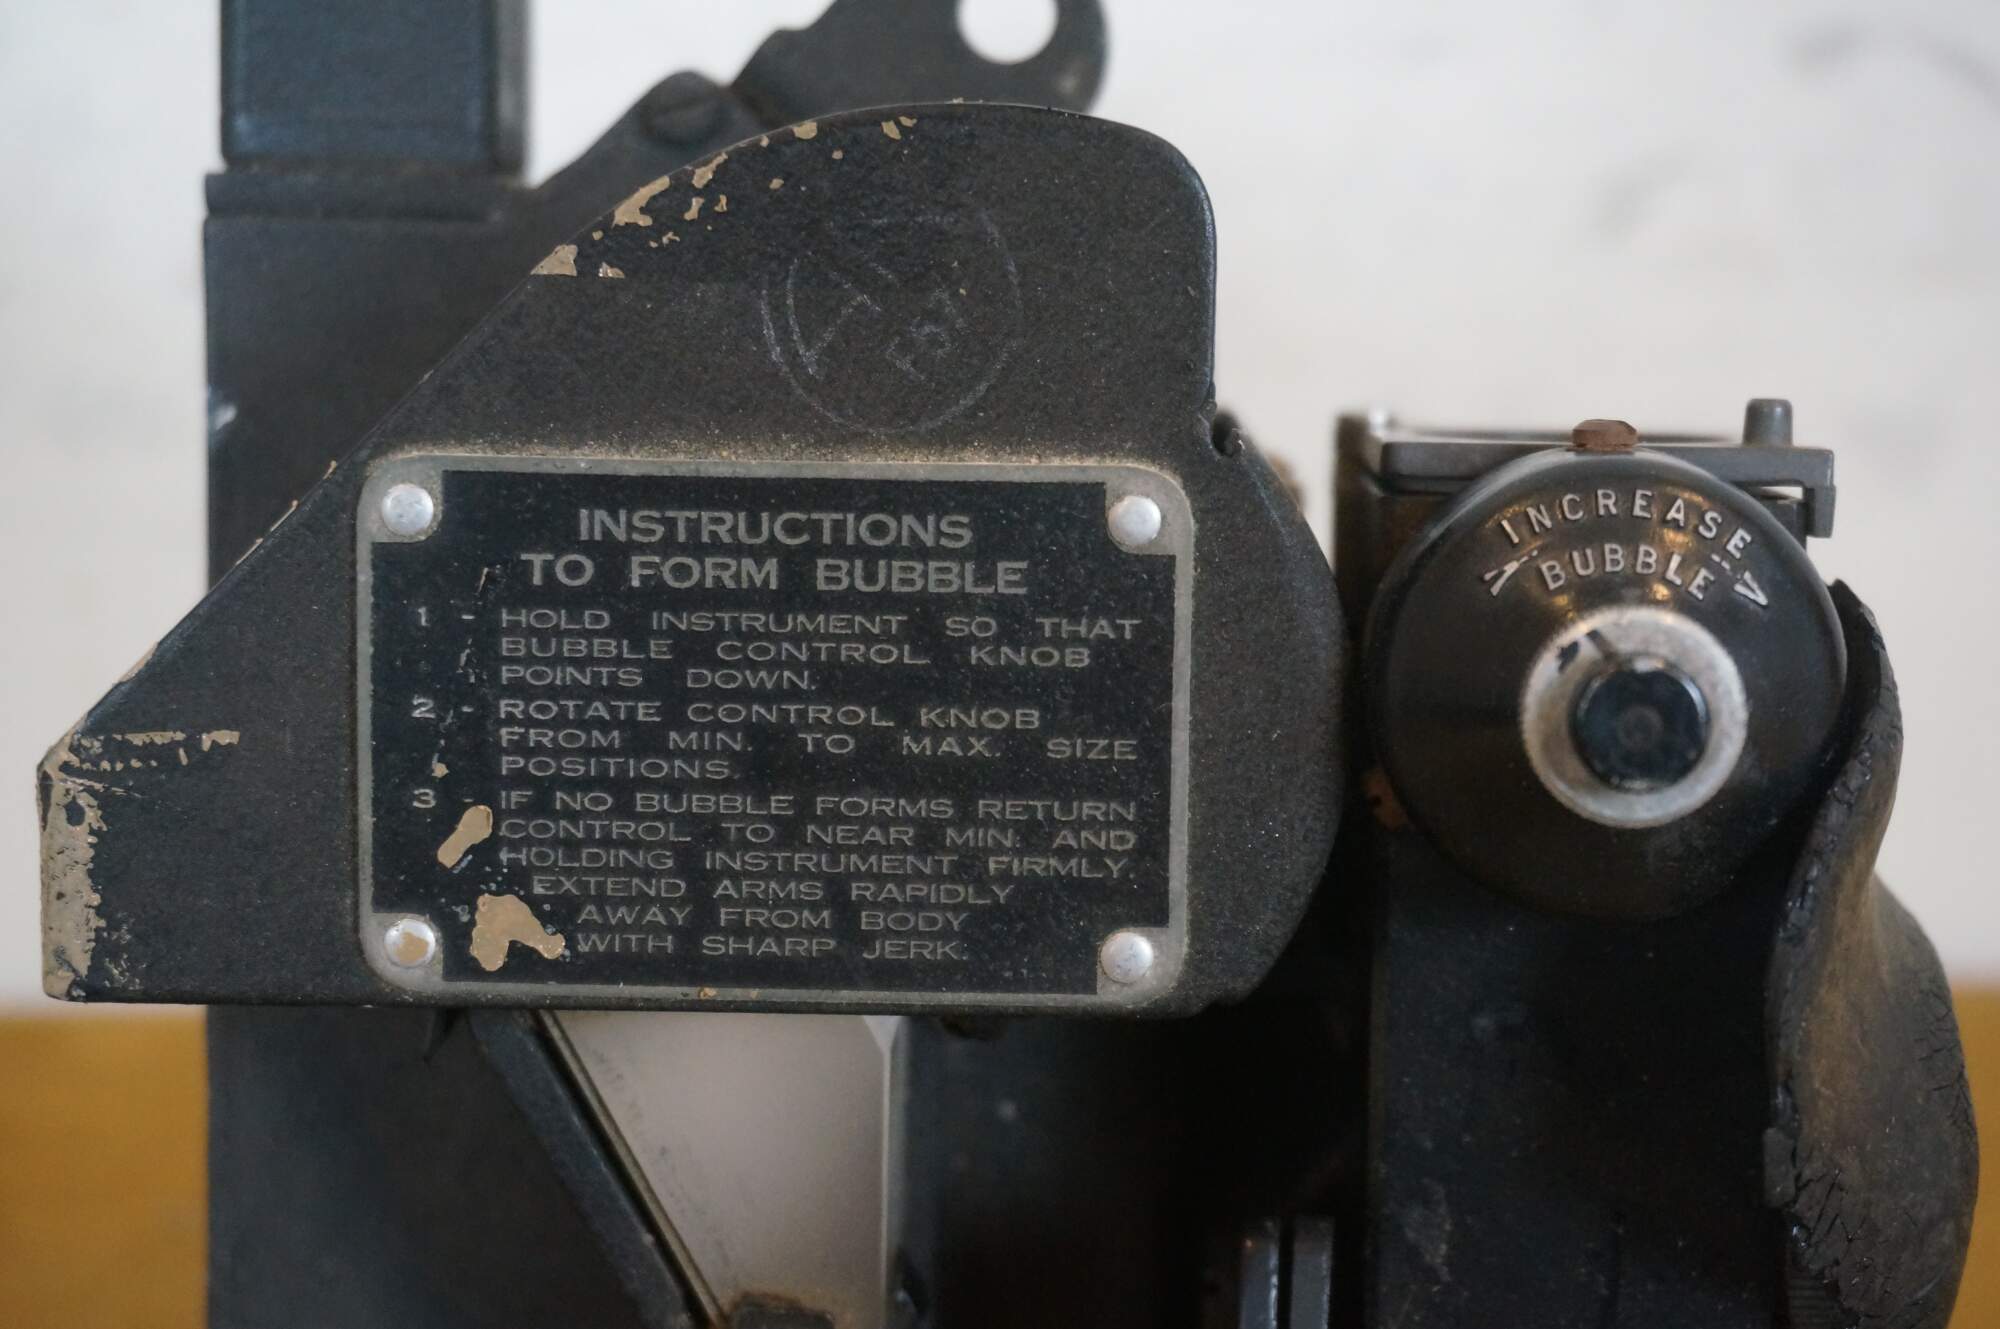 INSTRUCTIONS
TO FORM BUBBLE
1 - HOLD INSTRUMENT SO THAT
BUBBLE CONTROL KNOB
POINTS DOWN.
2 - ROTATE CONTROL KNOB
FROM MIN. TO MAX. SIZE
POSITIONS.
3 - IF NO BUBBLE FORMS RETURN
CONTROL TO NEAR MIN. AND
HOLDING INSTRUMENT FIRMLY.
EXTEND ARMS RAPIDLY
AWAY FROM BODY
WITH SHARP JERK.
INCREASE
BUBBLE